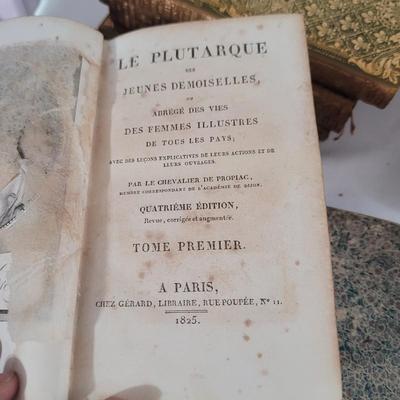 LE PLUTARQUE
DES
JEUNES DEMOISELLES,
OU
ABRÉGÉ DES VIES
DES FEMMES ILLUSTRES
DE TOUS LES PAYS;
AVEC DES LEÇONS EXPLICATIVES DE LEURS ACTIONS ET DE
LEURS OUVRAGES.
PAR LE CHEVALIER DE PROPIAC,
MEMBRE CORRESPONDANT DE L'ACADÉMIE DE DIJON.
QUATRIÈME ÉDITION,
Revue, corrigée et augmentée.
TOME PREMIER.
A PARIS,
CHEZ GÉRARD, LIBRAIRE, RUE POUPÉE, No 11.
1825.